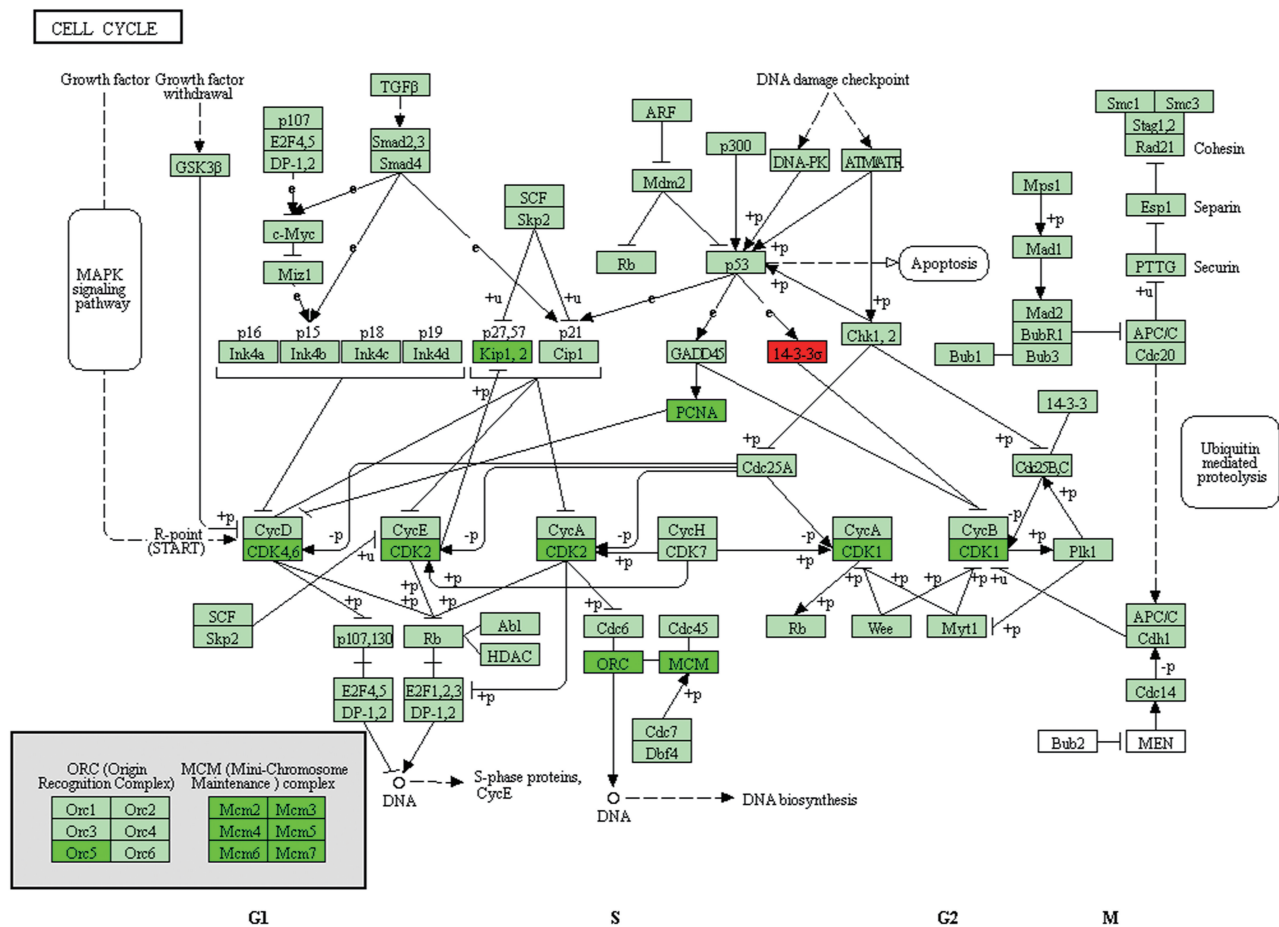 CELL CYCLE
Growth factor
Growth factor
withdrawal
TGFβ
DNA damage checkpoint
Smc1
Smc3
Stag1,2
Rad21
Cohesin
p107
E2F4,5
DP-1,2
ARF
p300
Smad2,3
Smad4
DNA-PK
ATM/ATR
GSK3β
e
e
Mdm2
Mps1
SCF
Skp2
+p
Esp1
Separin
c-Myc
+p
+p
+p
Mad1
MAPK
signaling
pathway
Miz1
e
e
Rb
p53
Apoptosis
PTTG
Securin
+p
+p
+u
e
+u
+u
e
e
e
Mad2
BubR1
Bub3
Bub1
APC/C
Cdc20
p16
p15
p18
p19
p27,57
p21
Ink4a
Ink4b
Ink4c
Ink4d
Kip1, 2
Cip1
GADD45
14-3-3σ
Chk1, 2
+p
PCNA
14-3-3
+p
+p
Cdc25A
Cdc25B,C
Ubiquitin
mediated
proteolysis
+p
+p
R-point
(START)
CycD
CDK4,6
-p
+u
CycE
CDK2
-p
CycA
CDK2
-p
+p
CycH
CDK7
-p
+p
CycA
CDK1
CycB
CDK1
-p
+p
Plk1
+p
+p
+p
+p
+p
+p
+p
+p
+p
+u
SCF
Skp2
p107,130
Rb
Abl
HDAC
Cdc6
Cdc45
Rb
Wee
Myt1
+p
APC/C
Cdh1
ORC
MCM
-p
E2F4,5
DP-1,2
E2F1,2,3
DP-1,2
+p
+p
Cdc7
Dbf4
Cdc14
Bub2
MEN
ORC (Origin
Recognition Complex)
MCM (Mini-Chromosome
Maintenance ) complex
Orc1
Orc2
Mcm2
Mcm3
Orc3
Orc4
Mcm4
Mcm5
Orc5
Orc6
Mcm6
Mcm7
DNA
S-phase proteins,
CycE
DNA
DNA biosynthesis
G1
S
G2
M